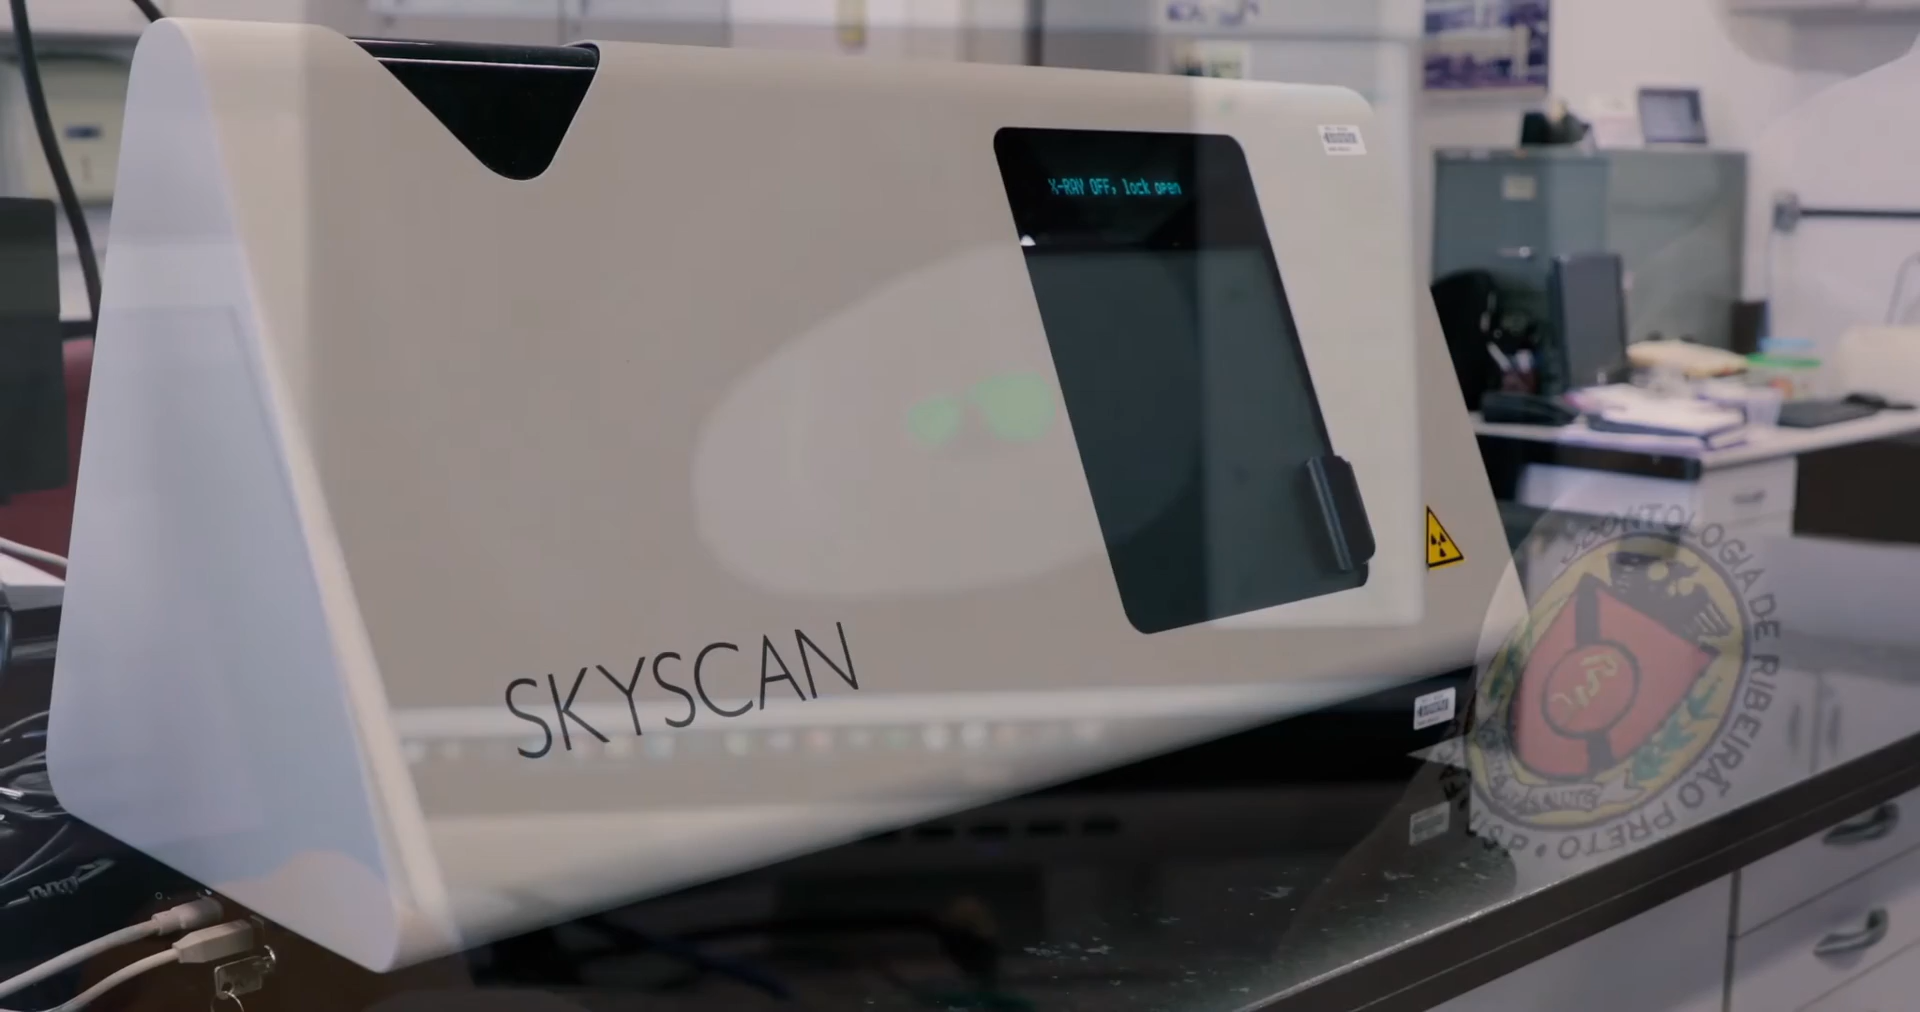 X-RAY OFF, lock open
SKYSCAN
ODONTOLOGIA DE RIBEIRÃO PRETO • USP •